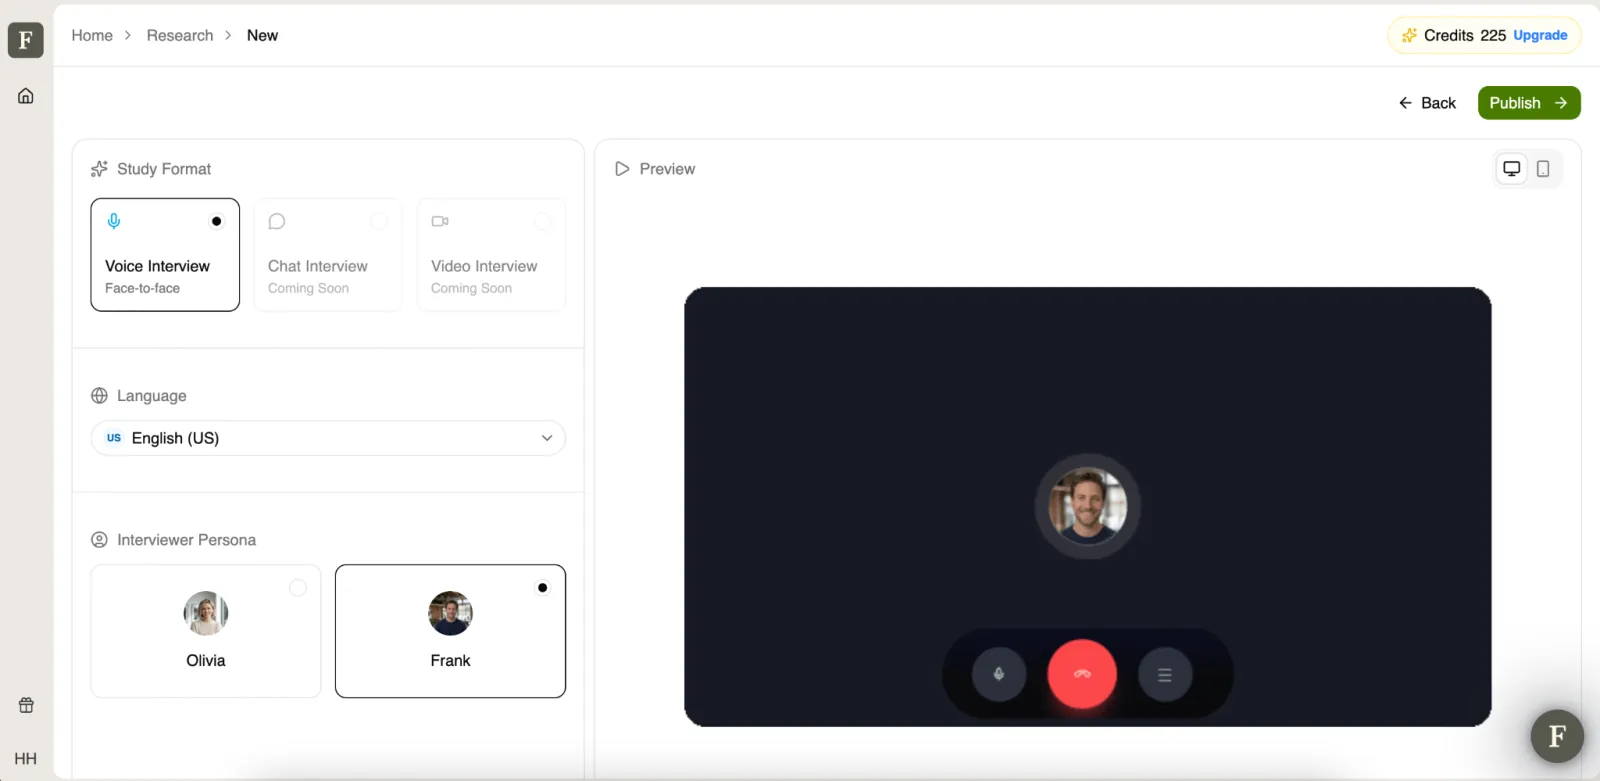 F
Home > Research > New
Credits 225 Upgrade
Back
Publish
Study Format
Voice Interview
Face-to-face
Chat Interview
Coming Soon
Video Interview
Coming Soon
Language
US English (US)
Interviewer Persona
Olivia
Frank
Preview
HH
F